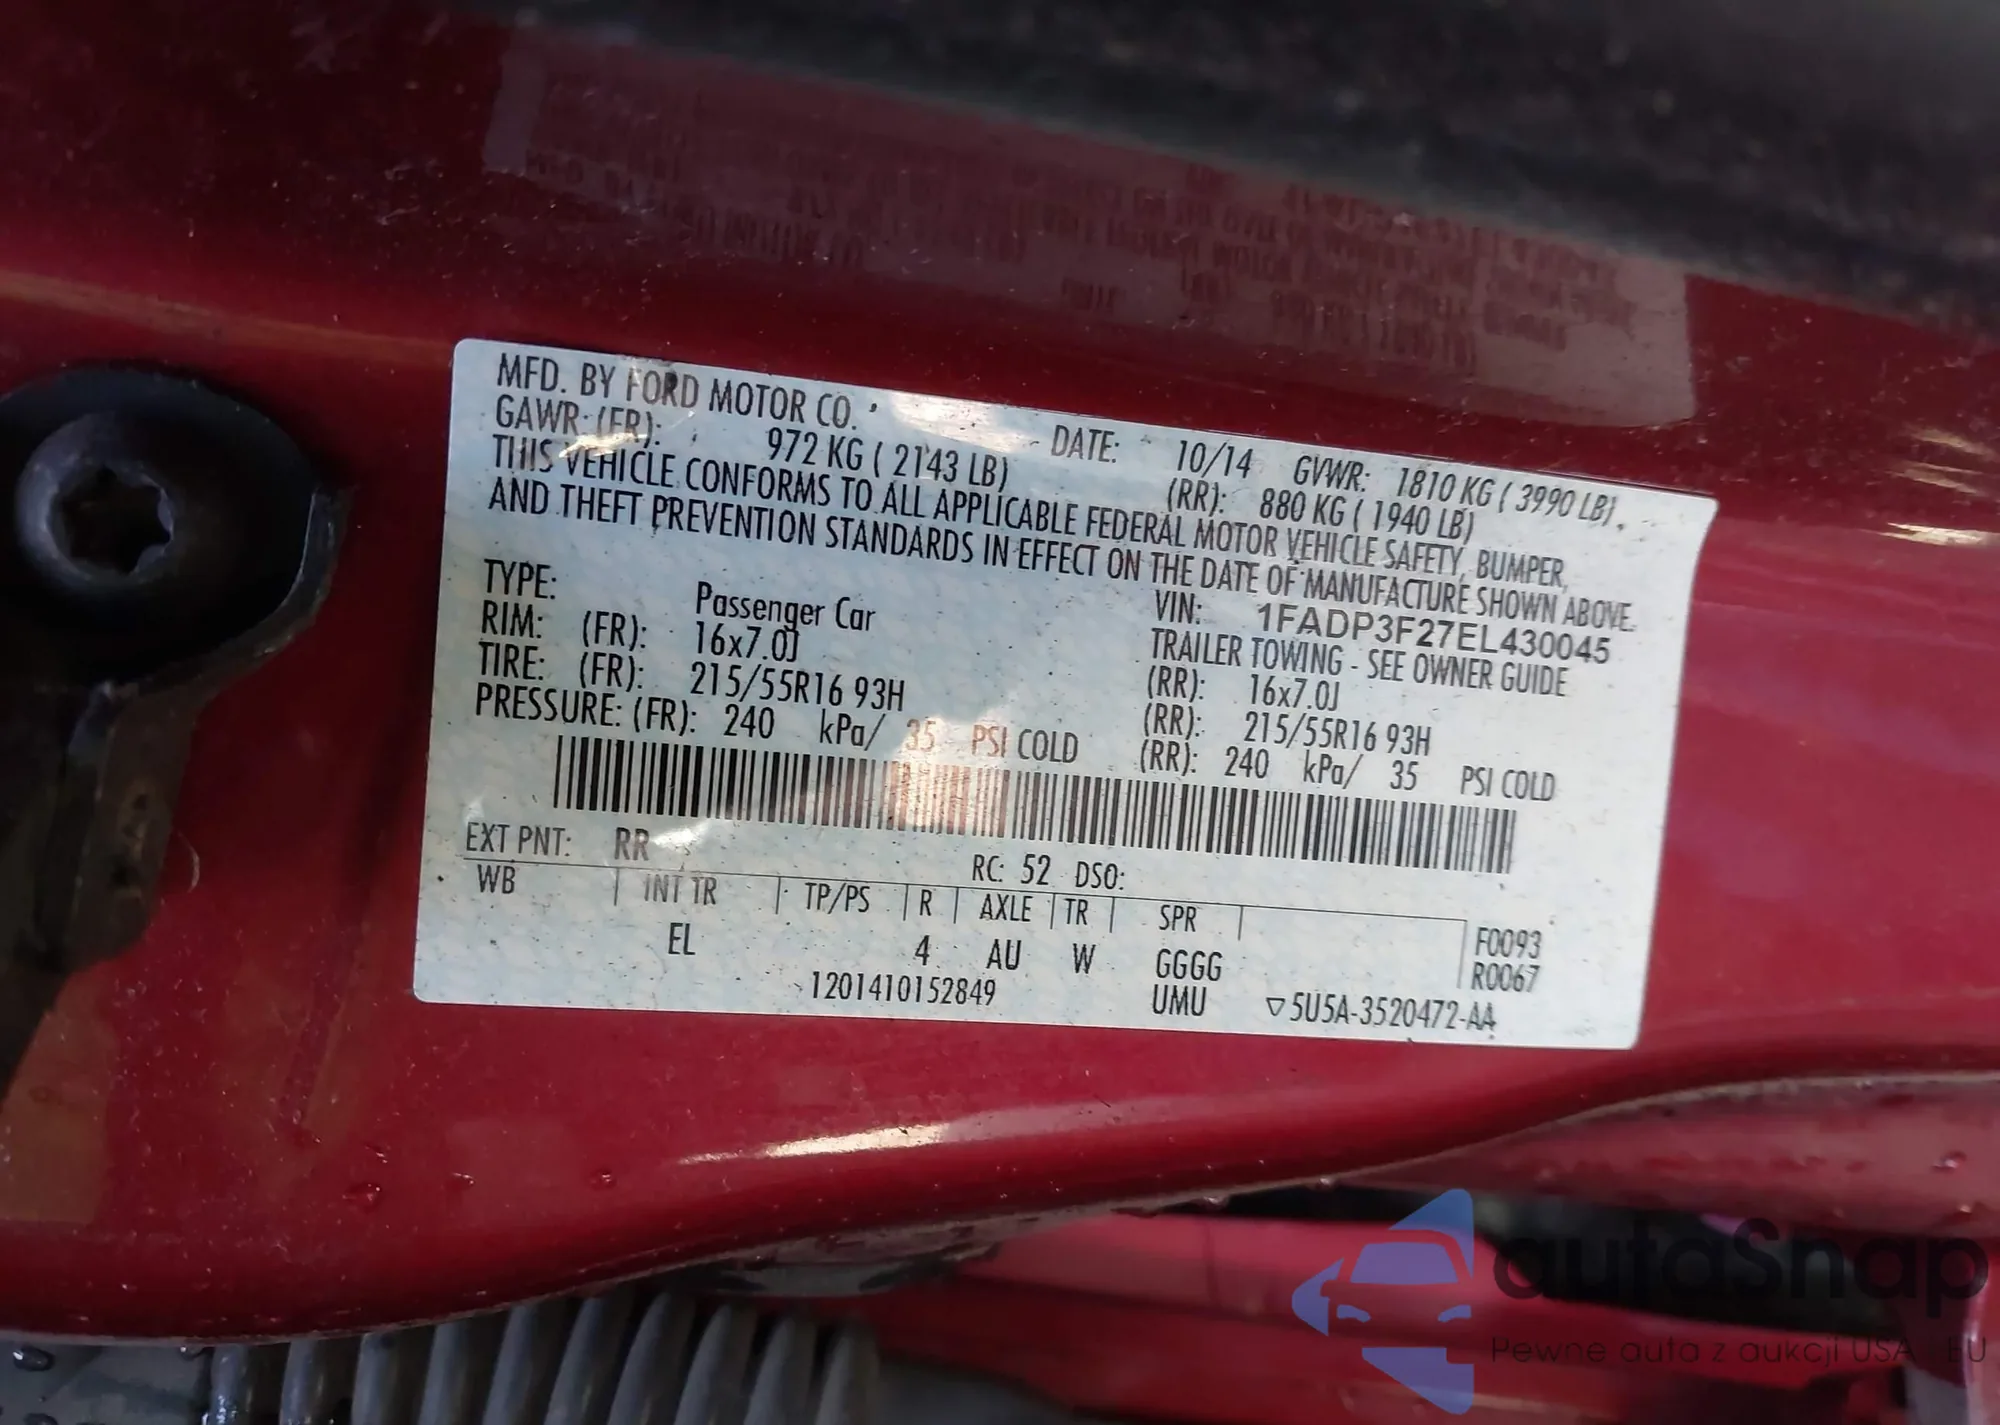 MFD. BY FORD MOTOR CO. DATE: 10/14 GVWR: 1810 KG ( 3990 LB)
GAWR: (FR): 972 KG ( 2143 LB) (RR): 880 KG ( 1940 LB)
THIS VEHICLE CONFORMS TO ALL APPLICABLE FEDERAL MOTOR VEHICLE SAFETY, BUMPER,
AND THEFT PREVENTION STANDARDS IN EFFECT ON THE DATE OF MANUFACTURE SHOWN ABOVE.
VIN: 1FADP3F27EL430045
TYPE: Passenger Car TRAILER TOWING - SEE OWNER GUIDE
RIM: (FR): 16x7.0J (RR): 16x7.0J
TIRE: (FR): 215/55R16 93H (RR): 215/55R16 93H
PRESSURE: (FR): 240 kPa/ 35 PSI COLD (RR): 240 kPa/ 35 PSI COLD
EXT PNT: RR RC: 52 DSO:
WB INT TR TP/PS R AXLE TR SPR F0093
EL 4 AU W GGGG R0067
1201410152849 UMU ▽5U5A-3520472-AA
autoSnap
Pewne auta z aukcji USA i EU